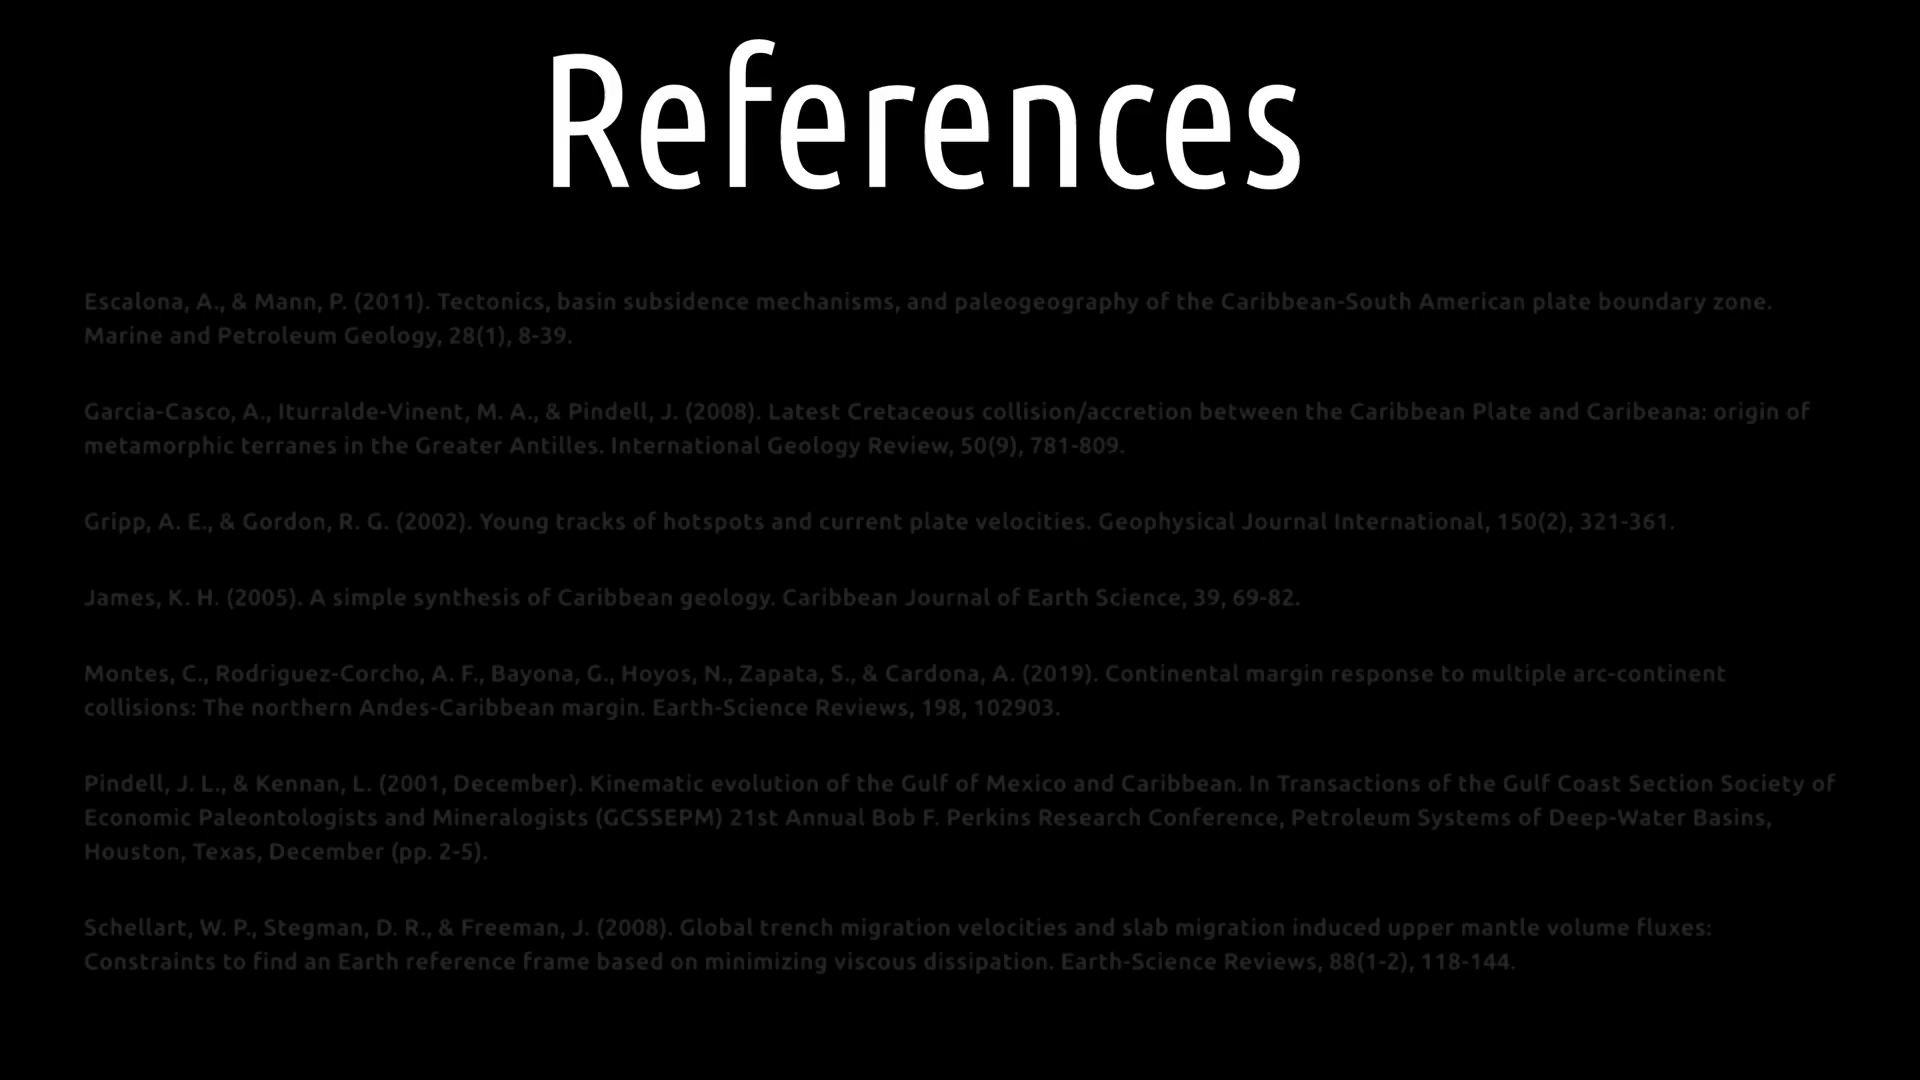 References
Escalona, A., & Mann, P. (2011). Tectonics, basin subsidence mechanisms, and paleogeography of the Caribbean-South American plate boundary zone.
Marine and Petroleum Geology, 28(1), 8-39.
Garcia-Casco, A., Iturralde-Vinent, M. A., & Pindell, J. (2008). Latest Cretaceous collision/accretion between the Caribbean Plate and Caribeana: origin of
metamorphic terranes in the Greater Antilles. International Geology Review, 50(9), 781-809.
Gripp, A. E., & Gordon, R. G. (2002). Young tracks of hotspots and current plate velocities. Geophysical Journal International, 150(2), 321-361.
James, K. H. (2005). A simple synthesis of Caribbean geology. Caribbean Journal of Earth Science, 39, 69-82.
Montes, C., Rodriguez-Corcho, A. F., Bayona, G., Hoyos, N., Zapata, S., & Cardona, A. (2019). Continental margin response to multiple arc-continent
collisions: The northern Andes-Caribbean margin. Earth-Science Reviews, 198, 102903.
Pindell, J. L., & Kennan, L. (2001, December). Kinematic evolution of the Gulf of Mexico and Caribbean. In Transactions of the Gulf Coast Section Society of
Economic Paleontologists and Mineralogists (GCSSEPM) 21st Annual Bob F. Perkins Research Conference, Petroleum Systems of Deep-Water Basins,
Houston, Texas, December (pp. 2-5).
Schellart, W. P., Stegman, D. R., & Freeman, J. (2008). Global trench migration velocities and slab migration induced upper mantle volume fluxes:
Constraints to find an Earth reference frame based on minimizing viscous dissipation. Earth-Science Reviews, 88(1-2), 118-144.